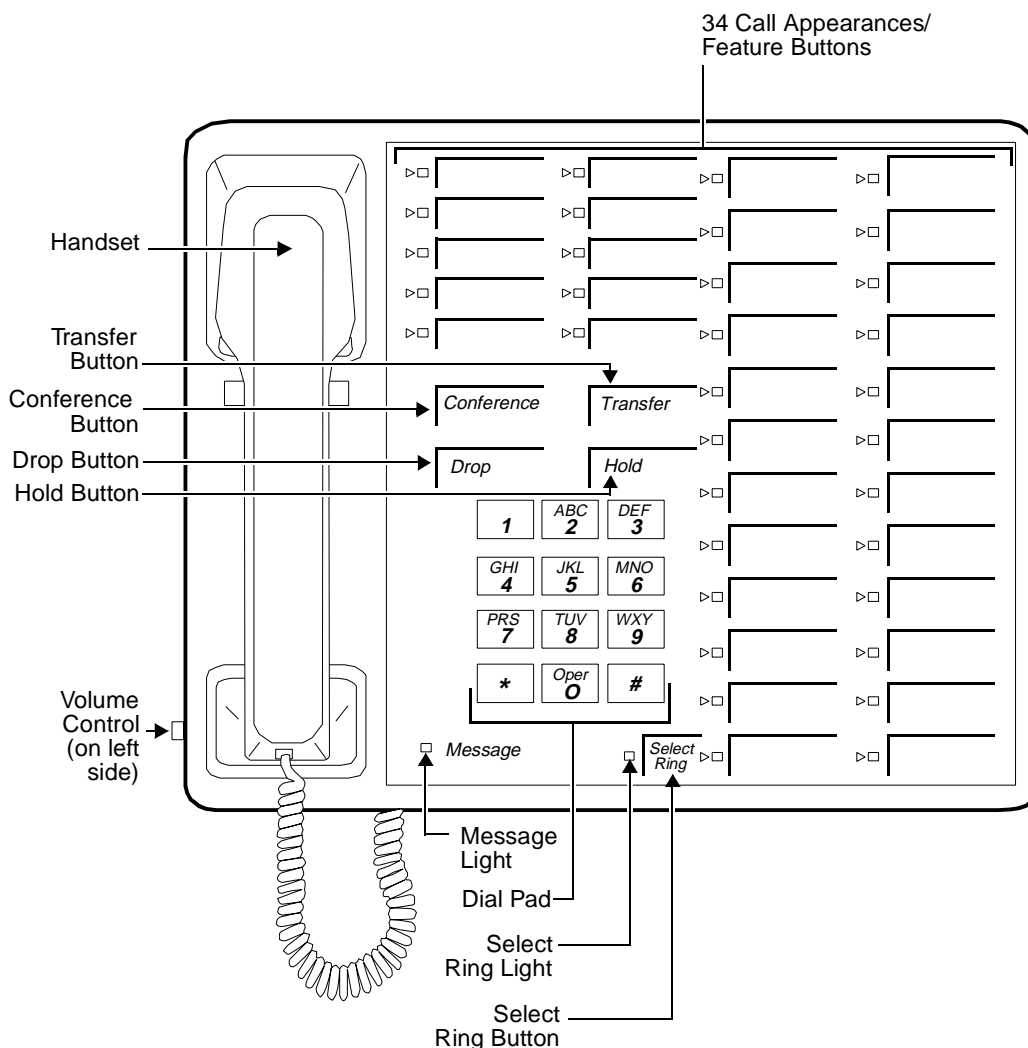 34 Call Appearances/
Feature Buttons
Handset
Transfer
Button
Conference
Button
Conference
Transfer
Drop Button
Drop
Hold
Hold Button
1
ABC
2
DEF
3
GHI
4
JKL
5
MNO
6
PRS
7
TUV
8
WXY
9
*
Oper
O
#
Volume
Control
(on left
side)
Message
Select
Ring
Message
Light
Dial Pad
Select
Ring Light
Select
Ring Button